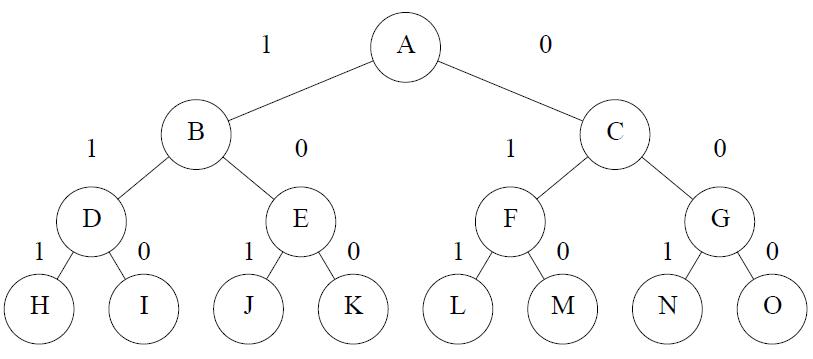 1 A 0
B C
1 0 1 0
D E F G
1 0 1 0 1 0 1 0
H I J K L M N O